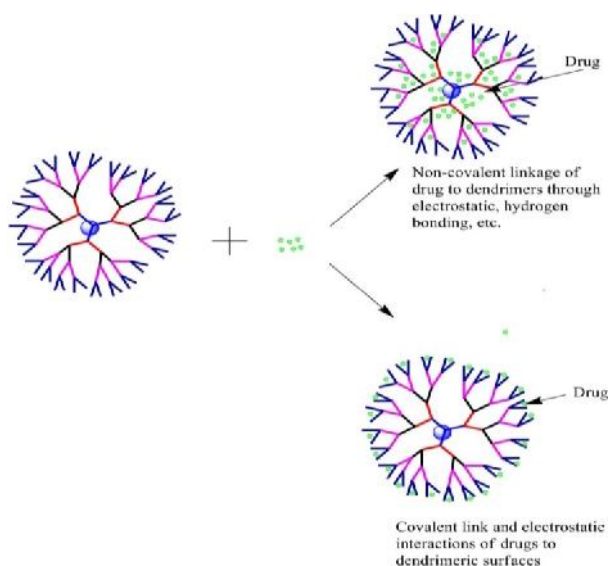 Drug
Non-covalent linkage of
drug to dendrimers through
electrostatic, hydrogen
bonding, etc.
Drug
Covalent link and electrostatic
interactions of drugs to
dendrimeric surfaces